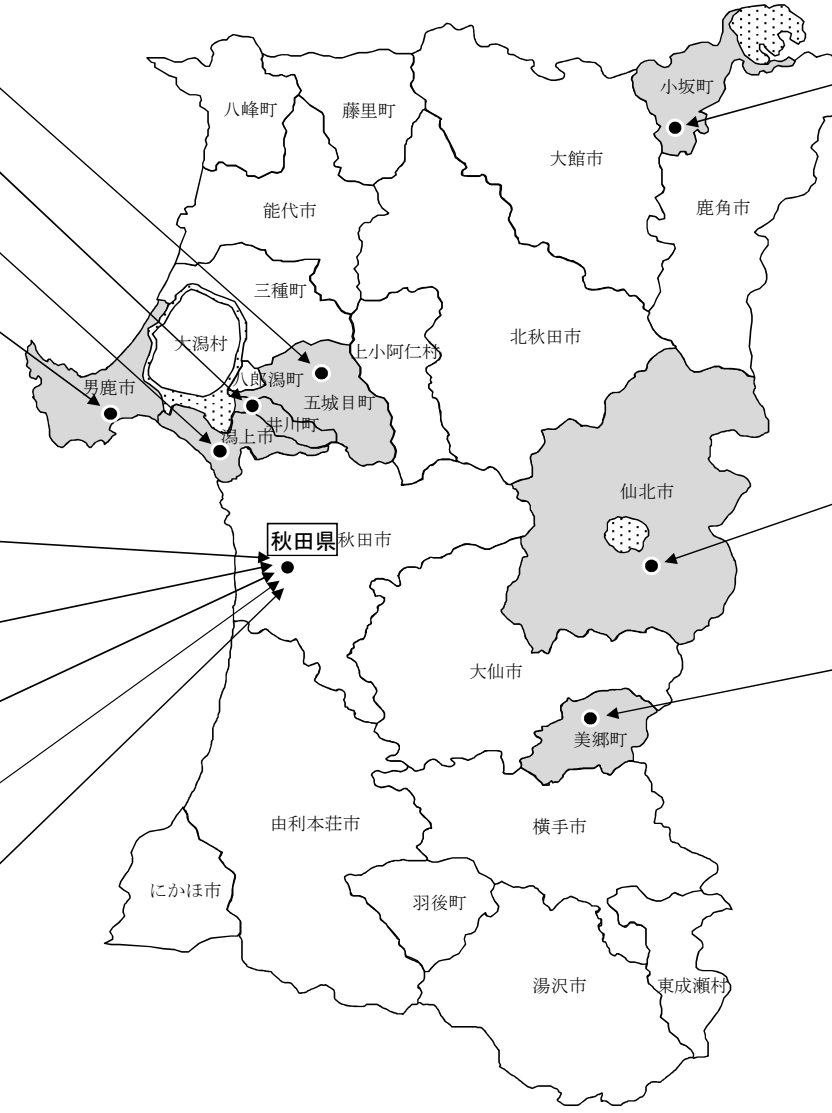 小坂町
八峰町
藤里町
大館市
鹿角市
能代市
三種町
大潟村
北秋田市
上小阿仁村
八郎潟町
男鹿市
五城目町
井川町
潟上市
仙北市
秋田県
秋田市
大仙市
美郷町
由利本荘市
横手市
にかほ市
羽後町
湯沢市
東成瀬村